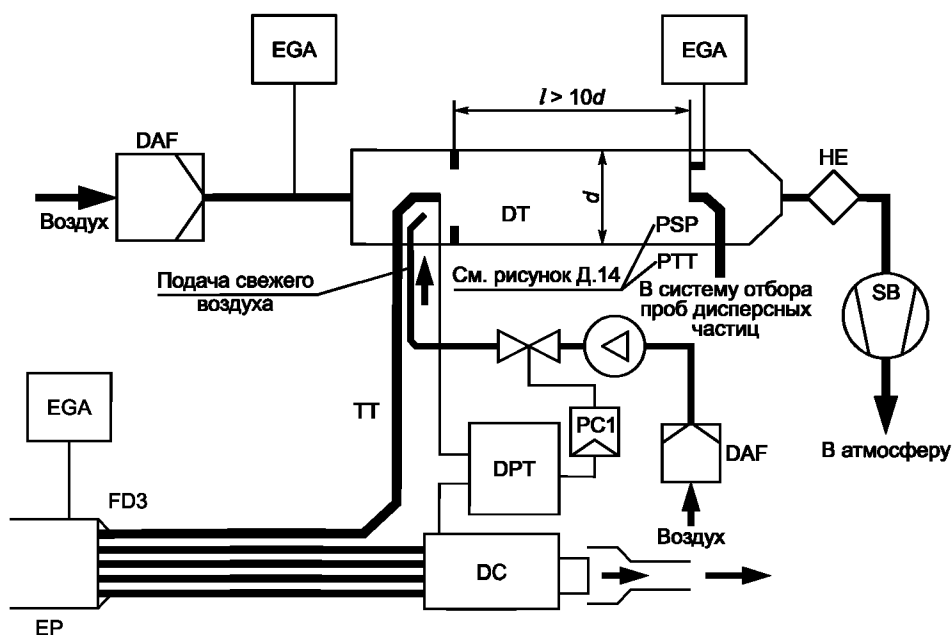 EGA
EGA
l > 10d
DAF
HE
Воздух
d
DT
PSP
PTT
Подача свежего
воздуха
См. рисунок Д.14
В систему отбора
проб дисперсных
частиц
SB
EGA
TT
PC1
DPT
DAF
В атмосферу
FD3
Воздух
DC
EP